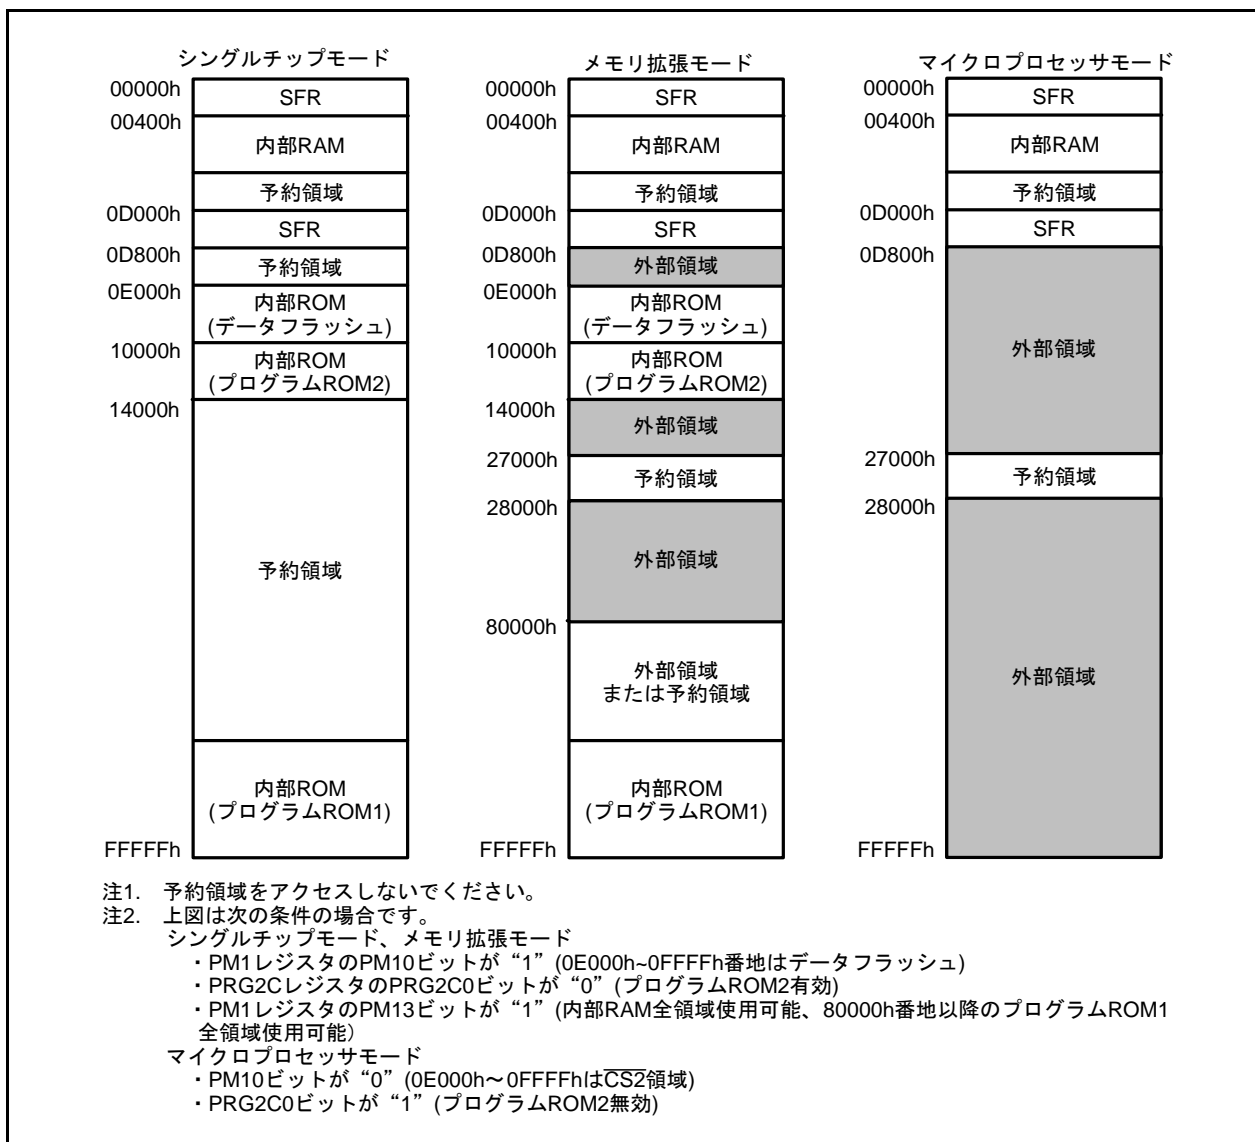 シングルチップモード
00000h
SFR
00400h
内部RAM
予約領域
0D000h
SFR
0D800h
予約領域
0E000h
内部ROM
(データフラッシュ)
10000h
内部ROM
(プログラムROM2)
14000h
予約領域
内部ROM
(プログラムROM1)
FFFFFh
メモリ拡張モード
00000h
SFR
00400h
内部RAM
予約領域
0D000h
SFR
0D800h
外部領域
0E000h
内部ROM
(データフラッシュ)
10000h
内部ROM
(プログラムROM2)
14000h
外部領域
27000h
予約領域
28000h
外部領域
80000h
外部領域
または予約領域
内部ROM
(プログラムROM1)
FFFFFh
マイクロプロセッサモード
00000h
SFR
00400h
内部RAM
予約領域
0D000h
SFR
0D800h
外部領域
27000h
予約領域
28000h
外部領域
FFFFFh
注1. 予約領域をアクセスしないでください。
注2. 上図は次の条件の場合です。
シングルチップモード、メモリ拡張モード
・PM1レジスタのPM10ビットが“1” (0E000h~0FFFFh番地はデータフラッシュ)
・PRG2CレジスタのPRG2C0ビットが“0” (プログラムROM2有効)
・PM1レジスタのPM13ビットが“1” (内部RAM全領域使用可能、80000h番地以降のプログラムROM1
全領域使用可能）
マイクロプロセッサモード
・PM10ビットが“0” (0E000h～0FFFFhはC̅S̅2̅領域)
・PRG2C0ビットが“1” (プログラムROM2無効)